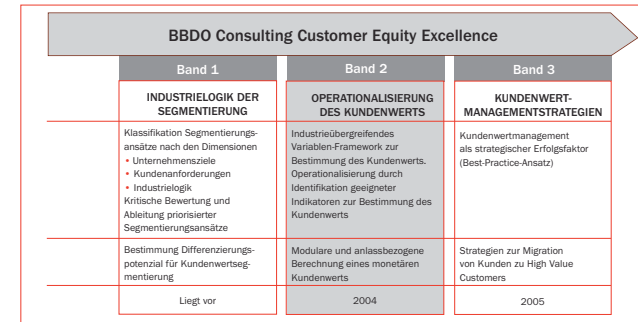 BBDO Consulting Customer Equity Excellence
Band 1
Band 2
Band 3
INDUSTRIELOGIK DER
SEGMENTIERUNG
OPERATIONALISIERUNG
DES KUNDENWERTS
KUNDENWERT-
MANAGEMENTSTRATEGIEN
Klassifikation Segmentierungs-
ansätze nach den Dimensionen
• Unternehmensziele
• Kundenanforderungen
• Industrielogik
Kritische Bewertung und
Ableitung priorisierter
Segmentierungsansätze
Industrieübergreifendes
Variablen-Framework zur
Bestimmung des Kundenwerts.
Operationalisierung durch
Identifikation geeigneter
Indikatoren zur Bestimmung des
Kundenwerts
Kundenwertmanagement
als strategischer Erfolgsfaktor
(Best-Practice-Ansatz)
Bestimmung Differenzierungs-
potenzial für Kundenwertseg-
mentierung
Modulare und anlassbezogene
Berechnung eines monetären
Kundenwerts
Strategien zur Migration
von Kunden zu High Value
Customers
Liegt vor
2004
2005